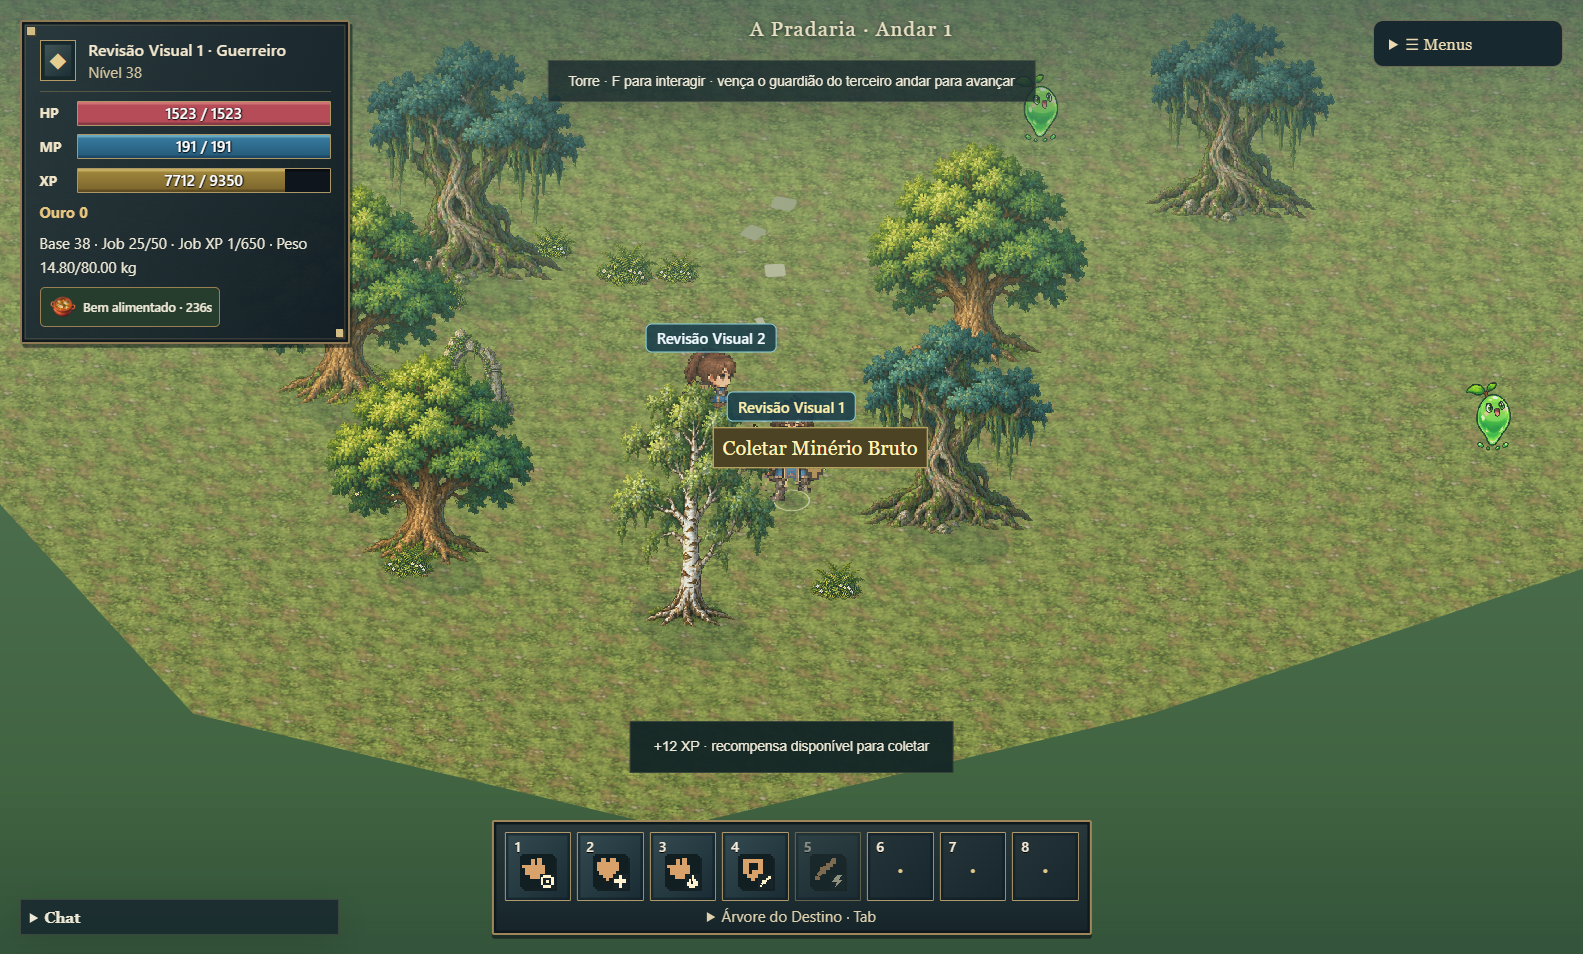 A Pradaria · Andar 1
Revisão Visual 1 · Guerreiro
Nível 38
HP 1523 / 1523
MP 191 / 191
XP 7712 / 9350
Ouro 0
Base 38 · Job 25/50 · Job XP 1/650 · Peso
14.80/80.00 kg
Bem alimentado · 236s
Torre · F para interagir · vença o guardião do terceiro andar para avançar
☰ Menus
Revisão Visual 2
Revisão Visual 1
Coletar Minério Bruto
+12 XP · recompensa disponível para coletar
1 2 3 4 5 6 7 8
Árvore do Destino · Tab
Chat